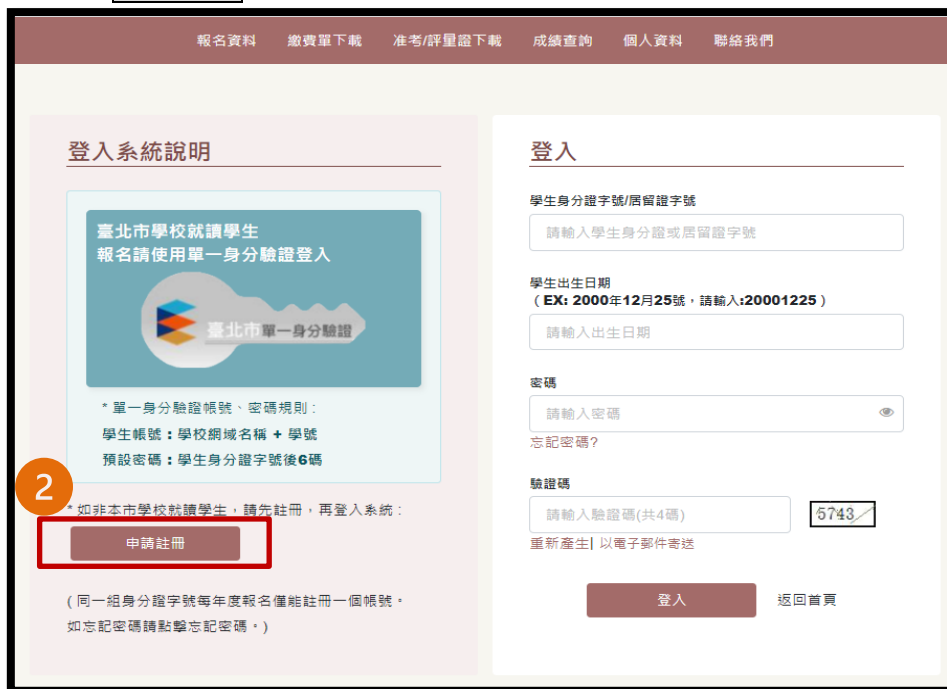 報名資料 繳費單下載 准考/評量證下載 成績查詢 個人資料 聯絡我們
登入系統說明
臺北市學校就讀學生
報名請使用單一身分驗證登入
臺北市單一身分驗證
* 單一身分驗證帳號、密碼規則:
學生帳號:學校網域名稱 + 學號
預設密碼:學生身分證字號後6碼
2
* 如非本市學校就讀學生,請先註冊,再登入系統:
申請註冊
(同一組身分證字號每年度報名僅能註冊一個帳號。
如忘記密碼請點擊忘記密碼。)
登入
學生身分證字號/居留證字號
請輸入學生身分證或居留證字號
學生出生日期
(EX: 2000年12月25號,請輸入:20001225)
請輸入出生日期
密碼
請輸入密碼
忘記密碼?
驗證碼
請輸入驗證碼(共4碼)
5743
重新產生| 以電子郵件寄送
登入 返回首頁